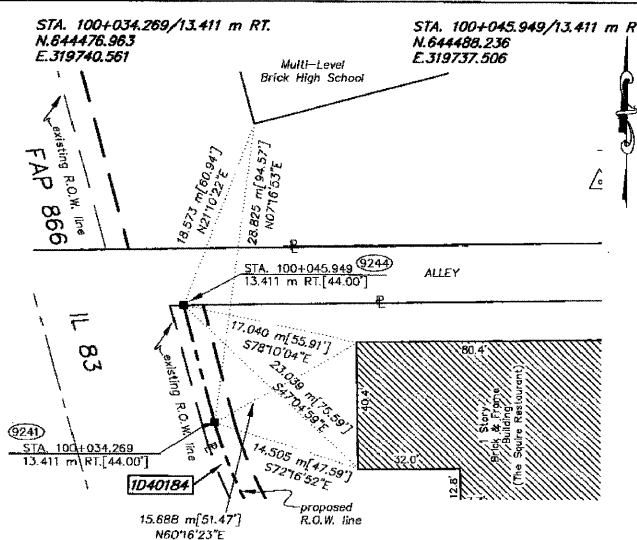 STA. 100+034.269/13.411 m RT.
N.644476.963
E.319740.561
STA. 100+045.949/13.411 m R
N.644488.236
E.319737.506
Multi-Level
Brick High School
existing R.O.W. line
FAP 866
18.573 m[60.94']
N21°10'22"E
28.825 m[94.57']
N07°16'53"E
STA. 100+045.949
13.411 m RT.[44.00']
9244
ALLEY
IL 83
existing R.O.W. line
17.040 m[55.91']
S78°10'04"E
23.039 m[75.59']
S47°04'59"E
80.4'
40.4'
1 Story
Brick & Frame
Building
(The Squire Restaurant)
32.0'
12.8'
9241
STA. 100+034.269
13.411 m RT.[44.00']
14.505 m[47.59']
S72°16'52"E
1D40184
proposed
R.O.W. line
15.688 m[51.47']
N60°16'23"E